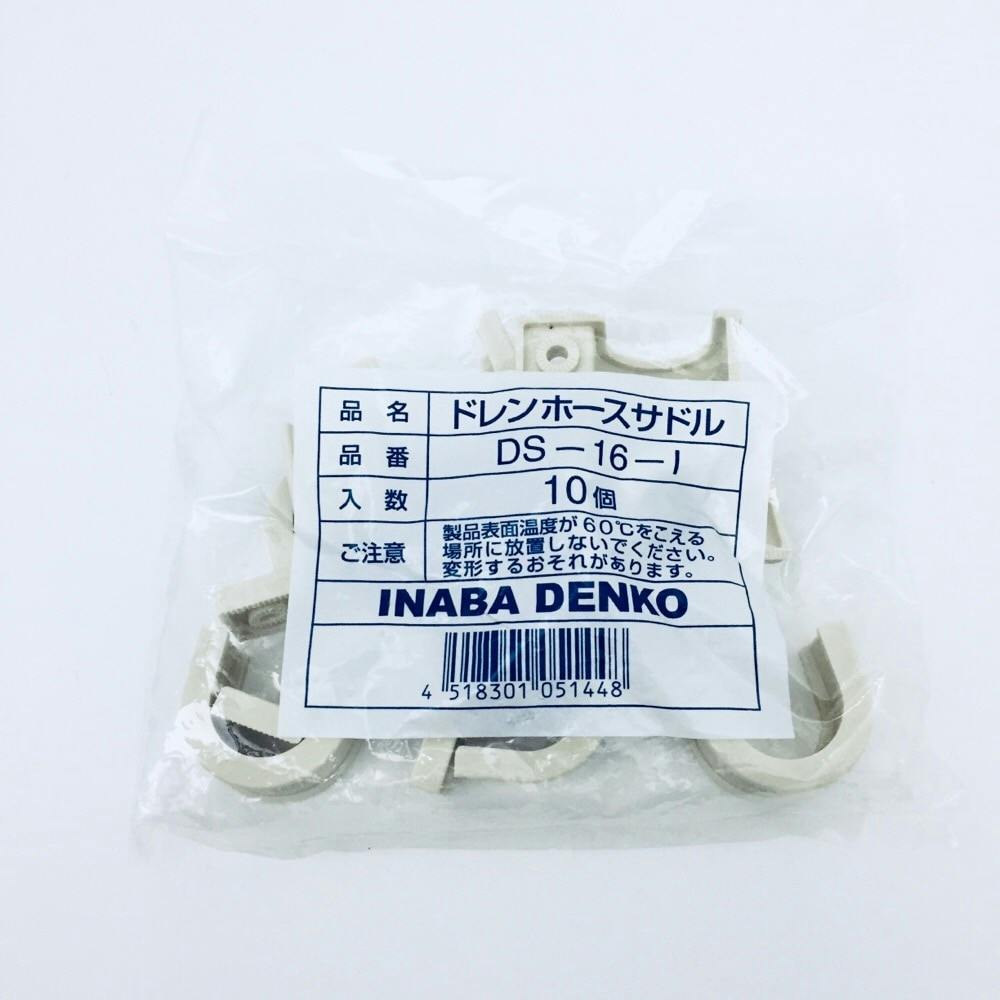 品名 ドレンホースサドル
品番 DS-16-I
入数 10個
ご注意 製品表面温度が60℃をこえる
場所に放置しないでください。
変形するおそれがあります。
INABA DENKO
4 518301 051448